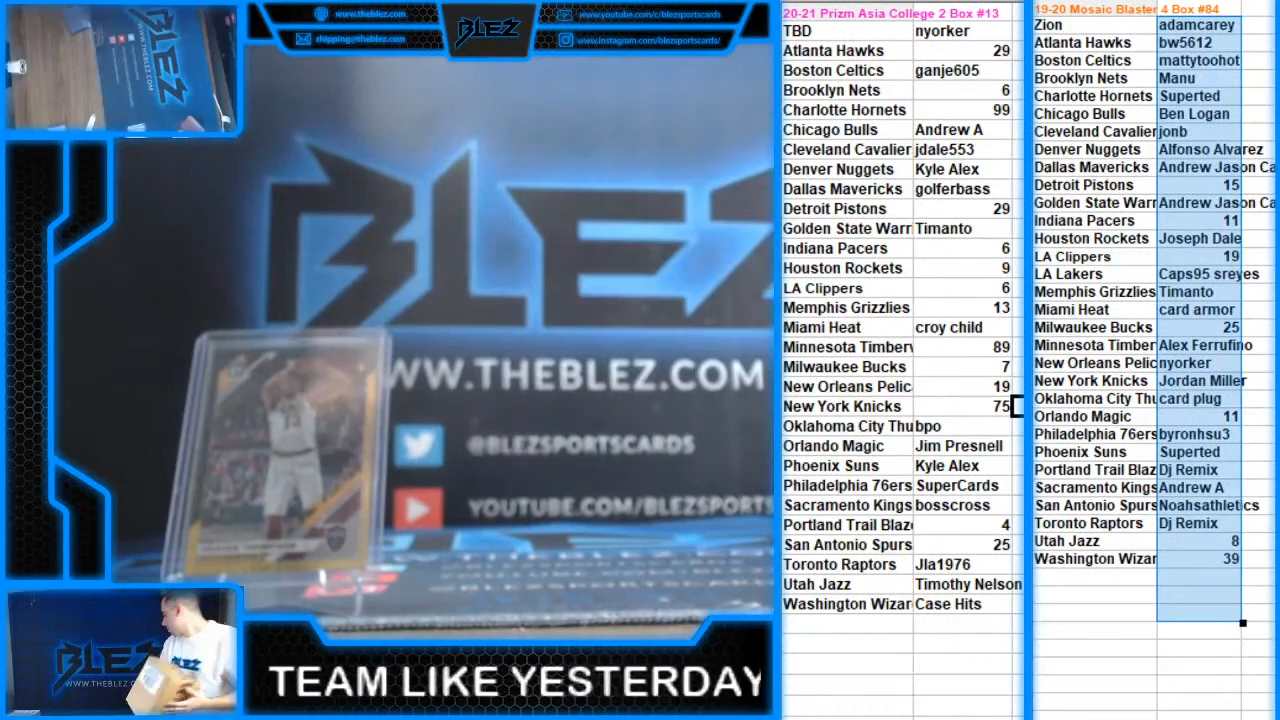 www.theblez.com
shipping@theblez.com
BLEZ
www.youtube.com/c/blezsportscards
www.instagram.com/blezsportscards/
BLEZ
BLEZ
WWW.THEBLEZ.COM
@BLEZSPORTSCARDS
YOUTUBE.COM/BLEZSPORTS
BLEZ
WWW.THEBLEZ.CO
TEAM LIKE YESTERDAY
20-21 Prizm Asia College 2 Box #13
TBD nyorker
Atlanta Hawks 29
Boston Celtics ganje605
Brooklyn Nets 6
Charlotte Hornets 99
Chicago Bulls Andrew A
Cleveland Cavalier jdale553
Denver Nuggets Kyle Alex
Dallas Mavericks golferbass
Detroit Pistons 29
Golden State Warr Timanto
Indiana Pacers 6
Houston Rockets 9
LA Clippers 6
Memphis Grizzlies 13
Miami Heat croy child
Minnesota Timberv 89
Milwaukee Bucks 7
New Orleans Pelic 19
New York Knicks 75
Oklahoma City Thu bpo
Orlando Magic Jim Presnell
Phoenix Suns Kyle Alex
Philadelphia 76ers SuperCards
Sacramento Kings bosscross
Portland Trail Blaze 4
San Antonio Spurs 25
Toronto Raptors Jla1976
Utah Jazz Timothy Nelson
Washington Wizar Case Hits
19-20 Mosaic Blaster 4 Box #84
Zion adamcarey
Atlanta Hawks bw5612
Boston Celtics mattytoohot
Brooklyn Nets Manu
Charlotte Hornets Superted
Chicago Bulls Ben Logan
Cleveland Cavalier jonb
Denver Nuggets Alfonso Alvarez
Dallas Mavericks Andrew Jason Ca
Detroit Pistons 15
Golden State Warr Andrew Jason Ca
Indiana Pacers 11
Houston Rockets Joseph Dale
LA Clippers 19
LA Lakers Caps95 sreyes
Memphis Grizzlies Timanto
Miami Heat card armor
Milwaukee Bucks 25
Minnesota Timber Alex Ferrufino
New Orleans Pelic nyorker
New York Knicks Jordan Miller
Oklahoma City Thu card plug
Orlando Magic 11
Philadelphia 76ers byronhsu3
Phoenix Suns Superted
Portland Trail Blaz Dj Remix
Sacramento Kings Andrew A
San Antonio Spurs Noahsathletics
Toronto Raptors Dj Remix
Utah Jazz 8
Washington Wizar 39